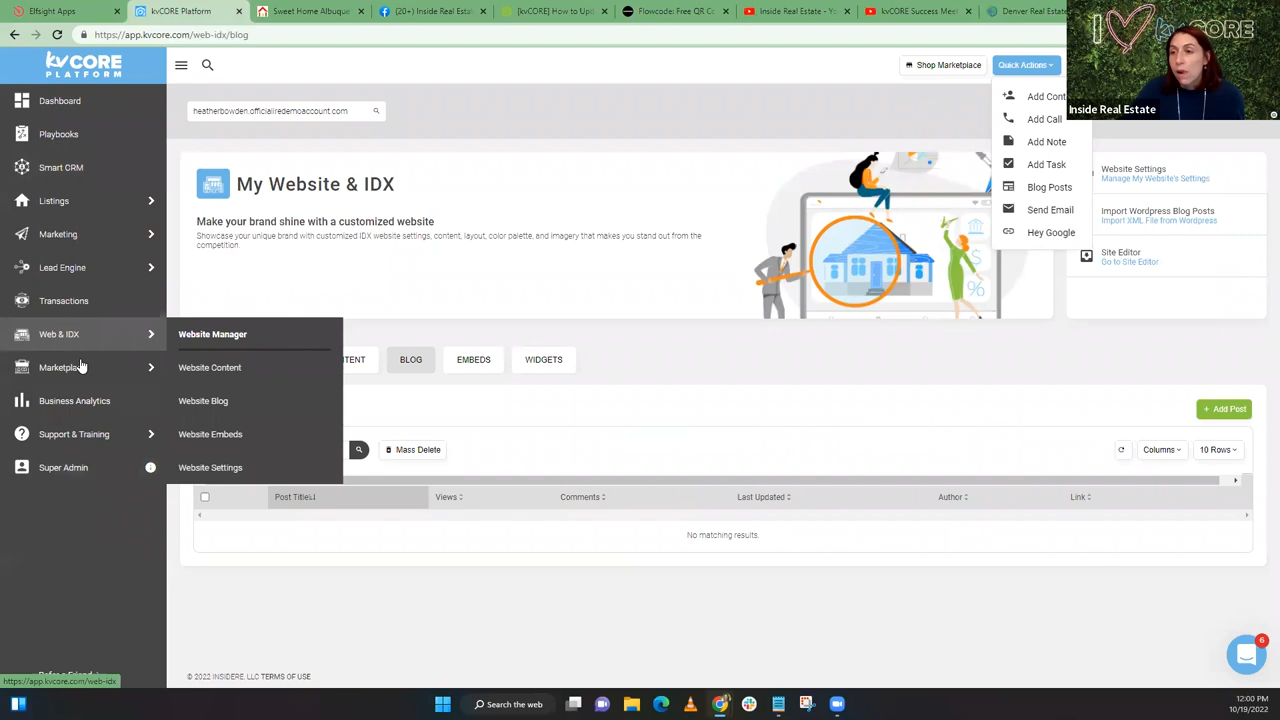 Elfsight Apps
kvCORE Platform
Sweet Home Albuque
(20+) Inside Real Esta
[kvCORE] How to Up
Flowcode: Free QR C
Inside Real Estate -
kvCORE Success Mee
Denver Real Estate
https://app.kvcore.com/web-idx/blog
kvCORE
PLATFORM
Shop Marketplace
Quick Actions
I
kvCORE
Inside Real Estate
Dashboard
Playbooks
Smart CRM
Listings
Marketing
Lead Engine
Transactions
Web & IDX
Business Analytics
Support & Training
Super Admin
Website Manager
Website Content
Website Blog
Website Embeds
Website Settings
heatherbowden.officialiredemoaccount.com
Add Cont
Add Call
Add Note
Add Task
Blog Posts
Send Email
Hey Google
My Website & IDX
Make your brand shine with a customized website
Showcase your unique brand with customized IDX website settings, content, layout, color palette, and imagery that makes you stand out from the
competition.
Website Settings
Manage My Website's Settings
Import Wordpress Blog Posts
Import XML File from Wordpress
Site Editor
Go to Site Editor
TENT
BLOG
EMBEDS
WIDGETS
+ Add Post
Mass Delete
Columns
10 Rows
Post Title
Views
Comments
Last Updated
Author
Link
No matching results.
© 2022 INSIDERE, LLC TERMS OF USE
6
https://app.kvcore.com/web-idx
Search the web
12:00 PM
10/19/2022